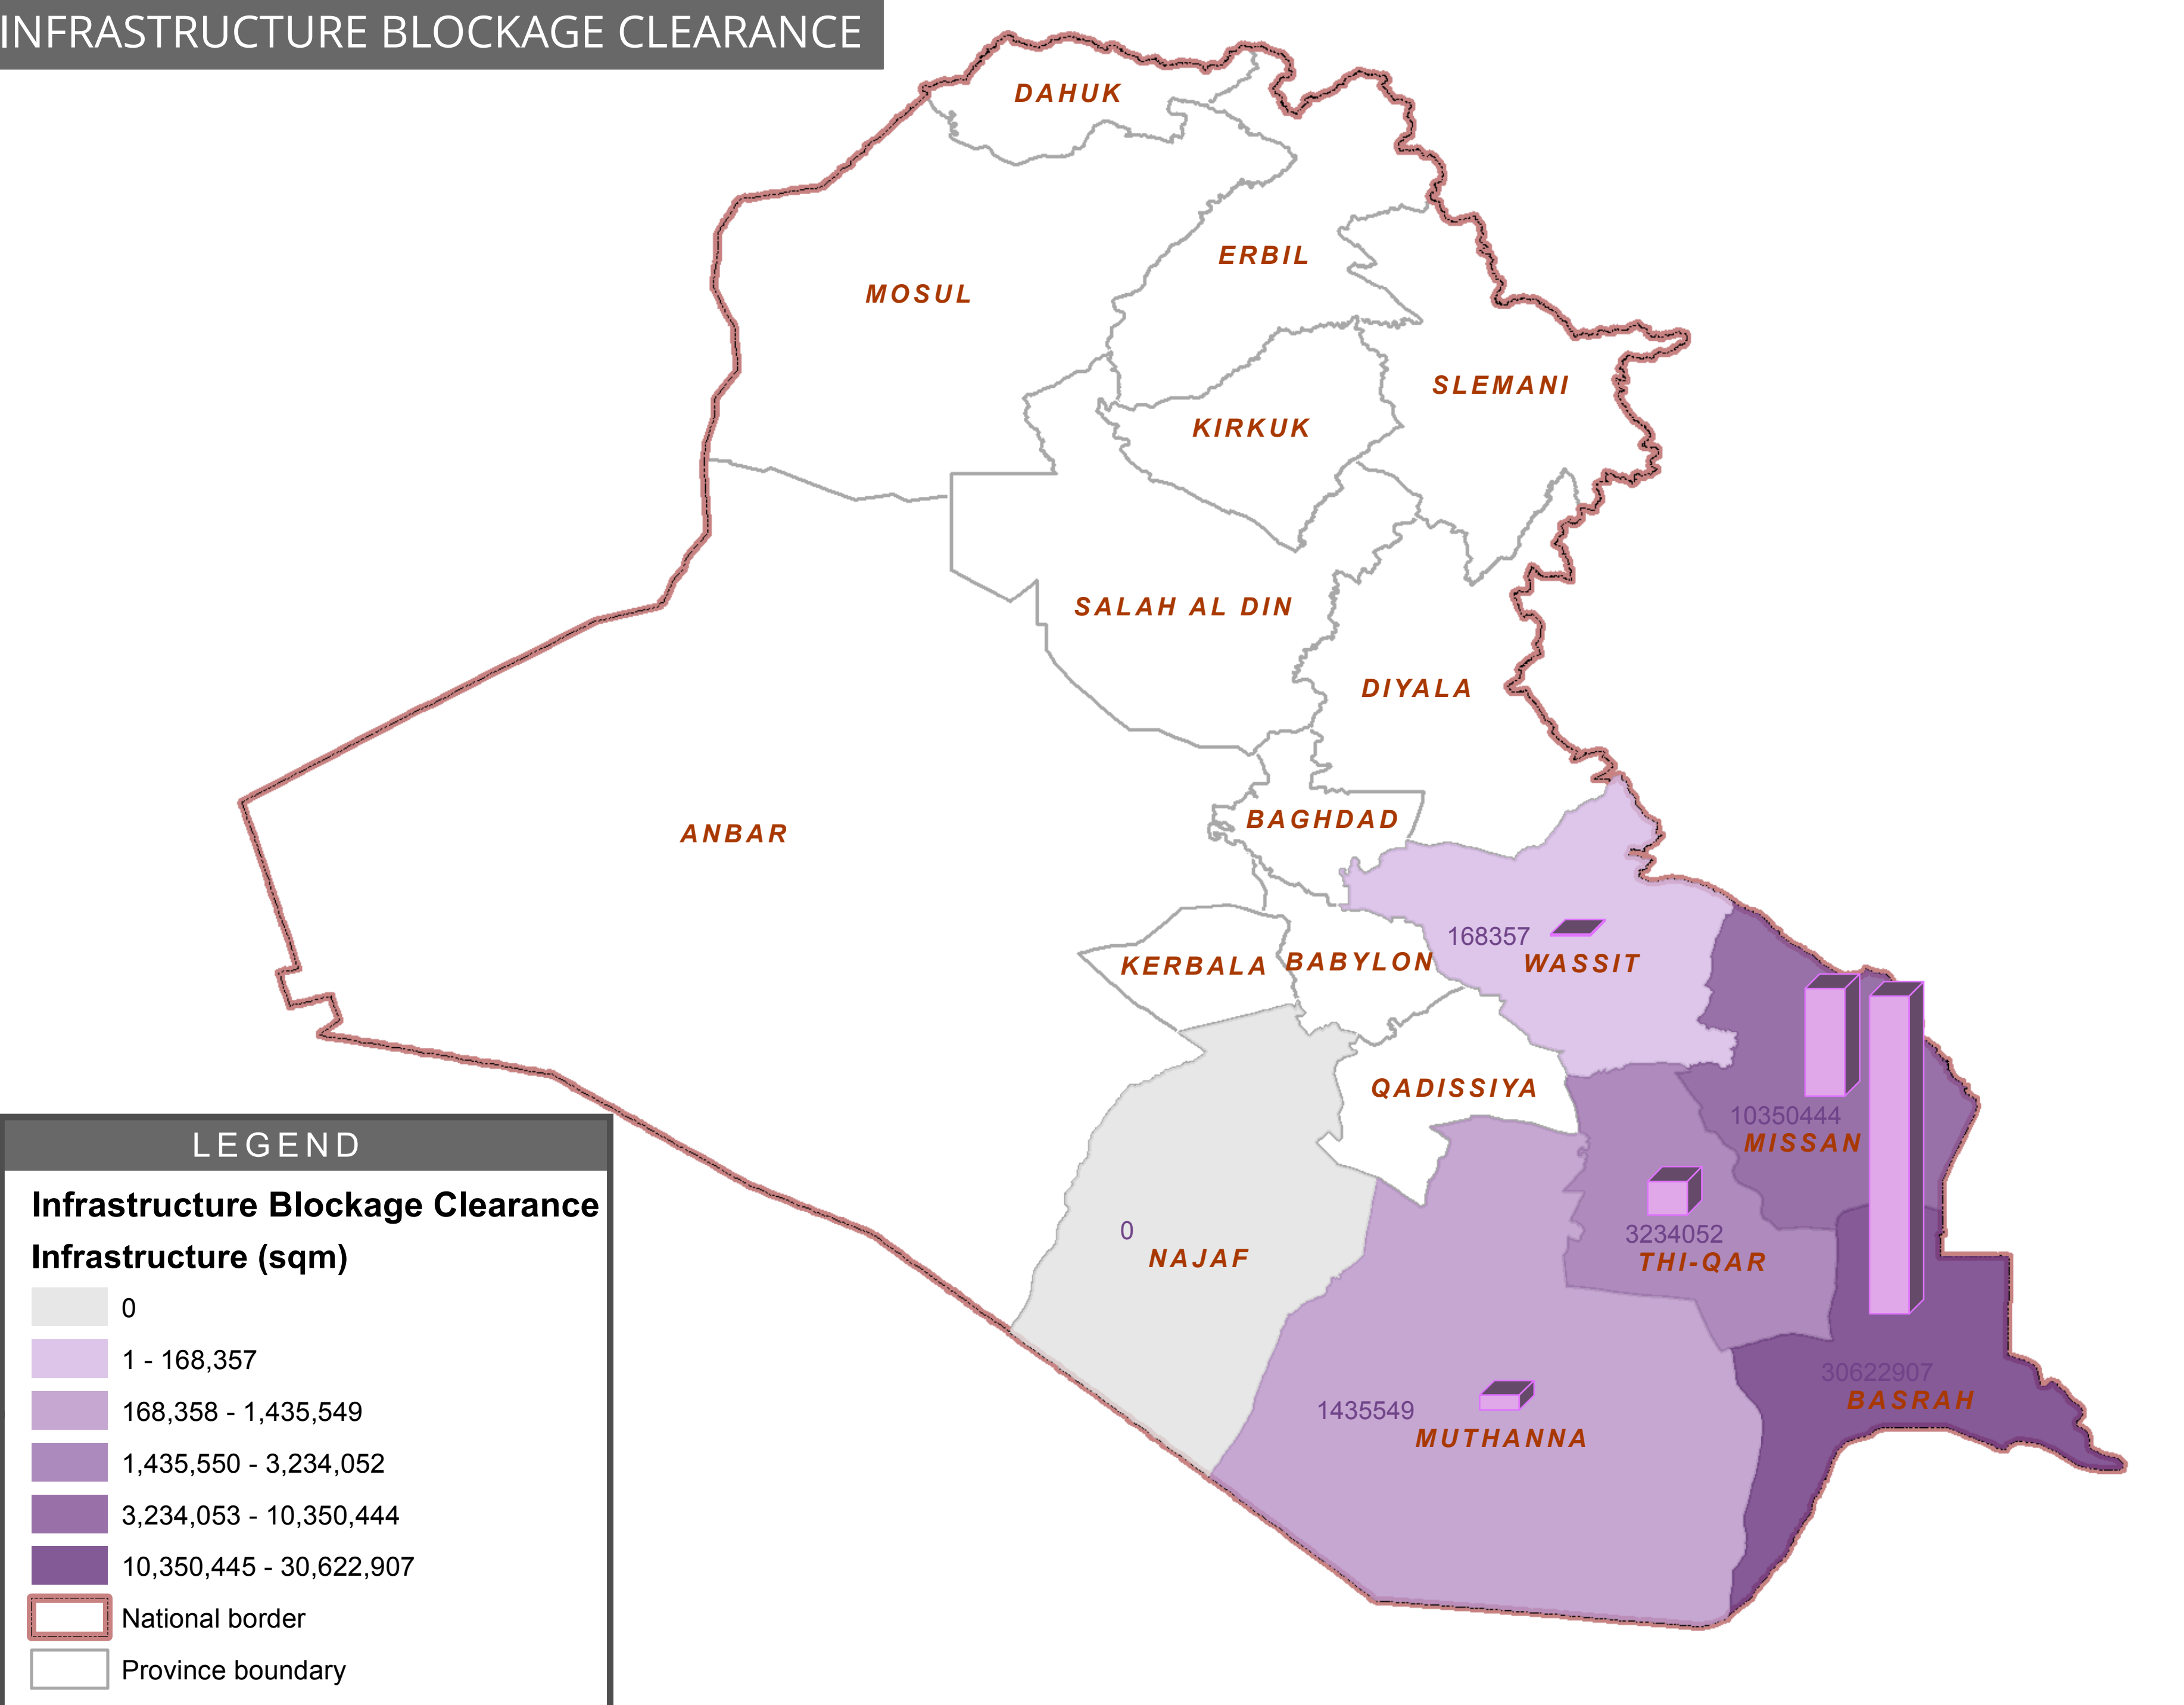 INFRASTRUCTURE BLOCKAGE CLEARANCE
DAHUK
ERBIL
MOSUL
SLEMANI
KIRKUK
SALAH AL DIN
DIYALA
BAGHDAD
ANBAR
168357
WASSIT
KERBALA
BABYLON
QADISSIYA
10350444
MISSAN
0
NAJAF
3234052
THI-QAR
30622907
BASRAH
1435549
MUTHANNA
LEGEND
Infrastructure Blockage Clearance
Infrastructure (sqm)
0
1 - 168,357
168,358 - 1,435,549
1,435,550 - 3,234,052
3,234,053 - 10,350,444
10,350,445 - 30,622,907
National border
Province boundary